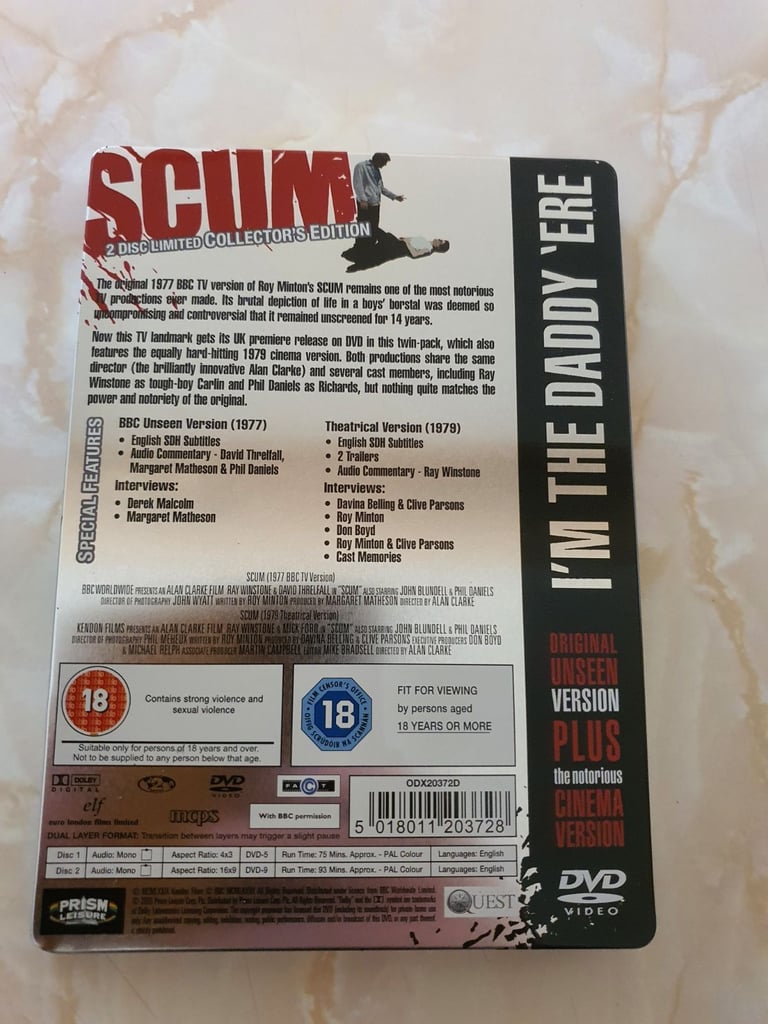 SCUM
2 DISC LIMITED COLLECTOR'S EDITION
The original 1977 BBC TV version of Roy Minton's SCUM remains one of the most notorious
TV productions ever made. Its brutal depiction of life in a boys' borstal was deemed so
uncompromising and controversial that it remained unscreened for 14 years.
Now this TV landmark gets its UK premiere release on DVD in this twin-pack, which also
features the equally hard-hitting 1979 cinema version. Both productions share the same
director (the brilliantly innovative Alan Clarke) and several cast members, including Ray
Winstone as tough-boy Carlin and Phil Daniels as Richards, but nothing quite matches the
power and notoriety of the original.
SPECIAL FEATURES
BBC Unseen Version (1977)
• English SDH Subtitles
• Audio Commentary - David Threlfall,
Margaret Matheson & Phil Daniels
Interviews:
• Derek Malcolm
• Margaret Matheson
Theatrical Version (1979)
• English SDH Subtitles
• 2 Trailers
• Audio Commentary - Ray Winstone
Interviews:
• Davina Belling & Clive Parsons
• Roy Minton
• Don Boyd
• Roy Minton & Clive Parsons
• Cast Memories
SCUM (1977 BBC TV Version)
BBC WORLDWIDE PRESENTS AN ALAN CLARKE FILM RAY WINSTONE & DAVID THRELFALL IN "SCUM" ALSO STARRING JOHN BLUNDELL & PHIL DANIELS
DIRECTOR OF PHOTOGRAPHY JOHN WYATT WRITTEN BY ROY MINTON PRODUCED BY MARGARET MATHESON DIRECTED BY ALAN CLARKE
SCUM (1979 Theatrical Version)
KENDON FILMS PRESENTS AN ALAN CLARKE FILM RAY WINSTONE & MICK FORD IN "SCUM" ALSO STARRING JOHN BLUNDELL & PHIL DANIELS
DIRECTOR OF PHOTOGRAPHY PHIL MEHEUX WRITTEN BY ROY MINTON PRODUCED BY DAVINA BELLING & CLIVE PARSONS EXECUTIVE PRODUCERS DON BOYD
& MICHAEL RELPH ASSOCIATE PRODUCER MARTIN CAMPBELL EDITOR MIKE BRADSELL DIRECTED BY ALAN CLARKE
18
Contains strong violence and
sexual violence
Suitable only for persons of 18 years and over.
Not to be supplied to any person below that age.
FILM CENSOR'S OFFICE
18
OIFIG SCRÚDÓIR NA SCANNÁN
FIT FOR VIEWING
by persons aged
18 YEARS OR MORE
DOLBY
DIGITAL
DVD
VIDEO
FACT
elf
euro london films limited
mcps
With BBC permission
ODX20372D
5 018011 203728
DUAL LAYER FORMAT: Transition between layers may trigger a slight pause
Disc 1 Audio: Mono Aspect Ratio: 4x3 DVD-5 Run Time: 75 Mins. Approx. - PAL Colour Languages: English
Disc 2 Audio: Mono Aspect Ratio: 16x9 DVD-9 Run Time: 93 Mins. Approx. - PAL Colour Languages: English
PRISM
LEISURE
QUEST
I'M THE DADDY 'ERE
ORIGINAL
UNSEEN
VERSION
PLUS
the notorious
CINEMA
VERSION
DVD
VIDEO